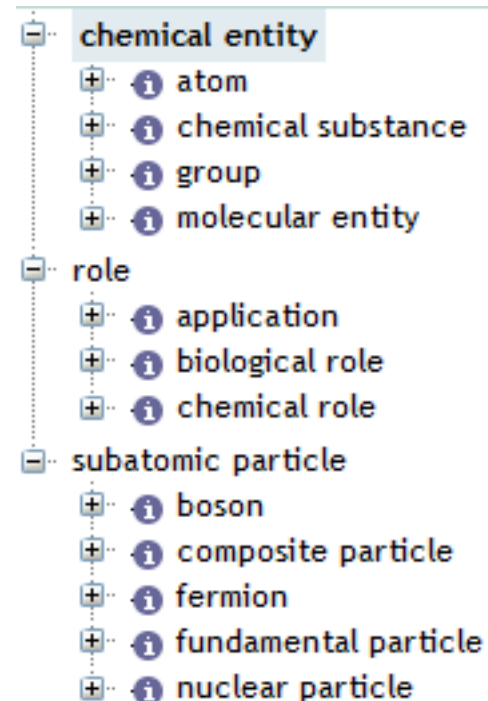 chemical entity
atom
chemical substance
group
molecular entity
role
application
biological role
chemical role
subatomic particle
boson
composite particle
fermion
fundamental particle
nuclear particle